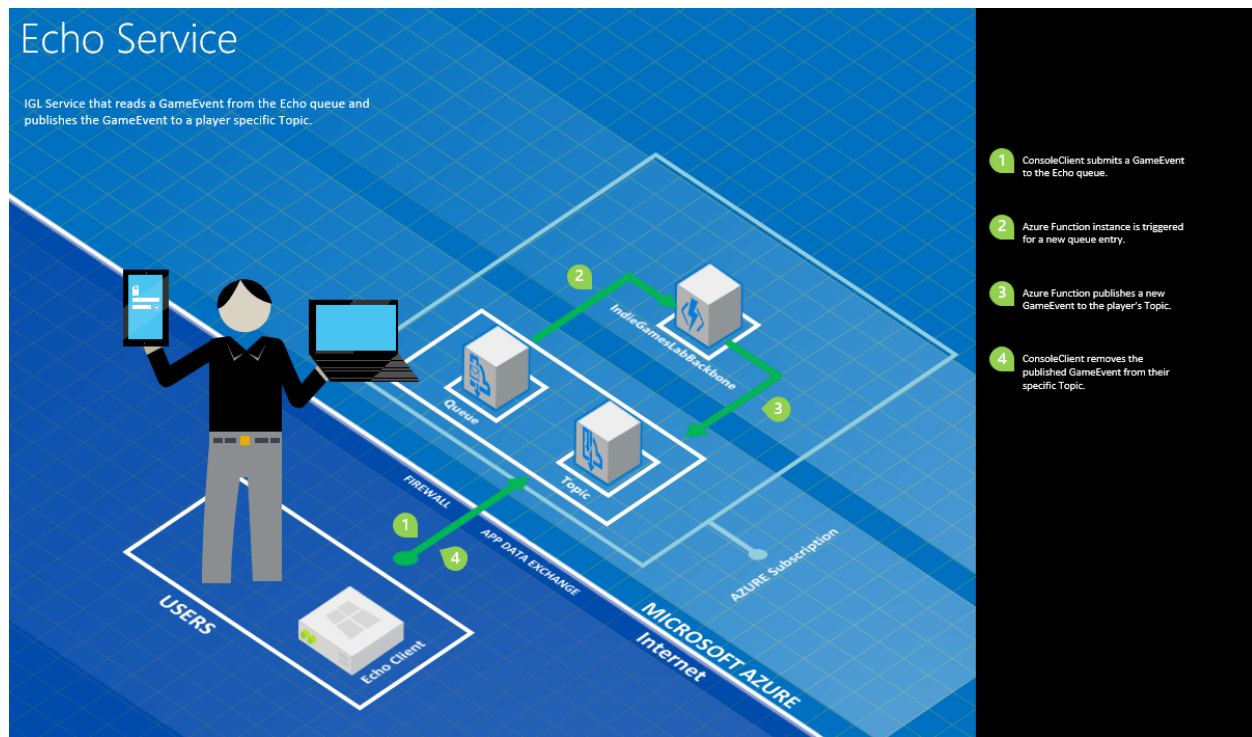 Echo Service
IGL Service that reads a GameEvent from the Echo queue and
publishes the GameEvent to a player specific Topic.
2
IndieGamesLabBackbone
Queue
3
Topic
FIREWALL
1
4
APP DATA EXCHANGE
AZURE Subscription
USERS
Echo Client
MICROSOFT AZURE
Internet
1
ConsoleClient submits a GameEvent
to the Echo queue.
2
Azure Function instance is triggered
for a new queue entry.
3
Azure Function publishes a new
GameEvent to the player's Topic.
4
ConsoleClient removes the
published GameEvent from their
specific Topic.